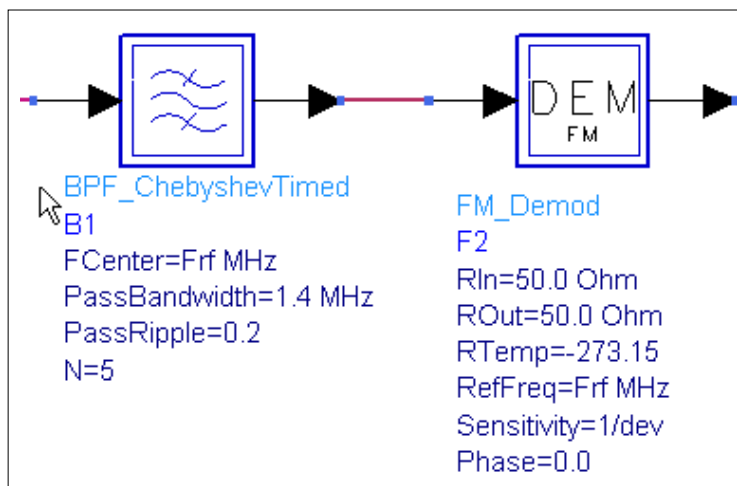 DEM
FM
BPF_ChebyshevTimed
B1
FCenter=Frf MHz
PassBandwidth=1.4 MHz
PassRipple=0.2
N=5
FM_Demod
F2
RIn=50.0 Ohm
ROut=50.0 Ohm
RTemp=-273.15
RefFreq=Frf MHz
Sensitivity=1/dev
Phase=0.0